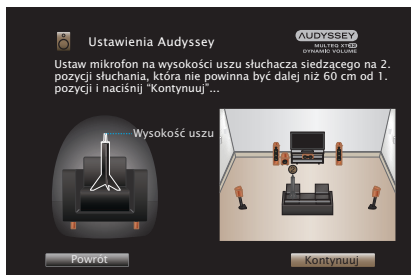 Ustawienia Audyssey
AUDYSSEY
MULTEQ XT32
DYNAMIC VOLUME
Ustaw mikrofon na wysokości uszu słuchacza siedzącego na 2.
pozycji słuchania, która nie powinna być dalej niż 60 cm od 1.
pozycji i naciśnij “Kontynuuj”...
Wysokość uszu
Powrót
Kontynuuj